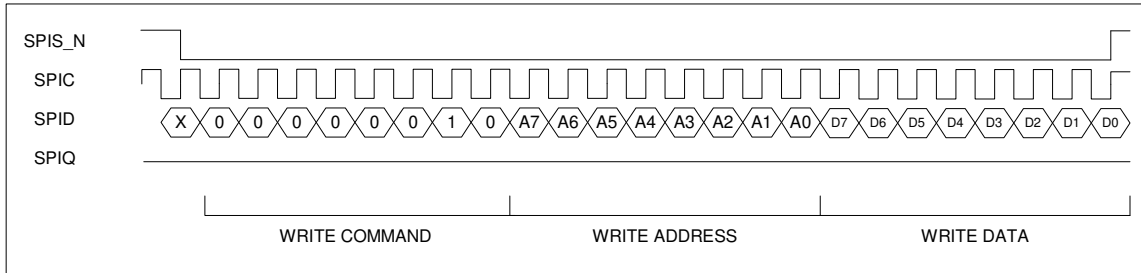 SPIS_N
SPIC
SPID X 0 0 0 0 0 0 1 0 A7 A6 A5 A4 A3 A2 A1 A0 D7 D6 D5 D4 D3 D2 D1 D0
SPIQ
WRITE COMMAND WRITE ADDRESS WRITE DATA